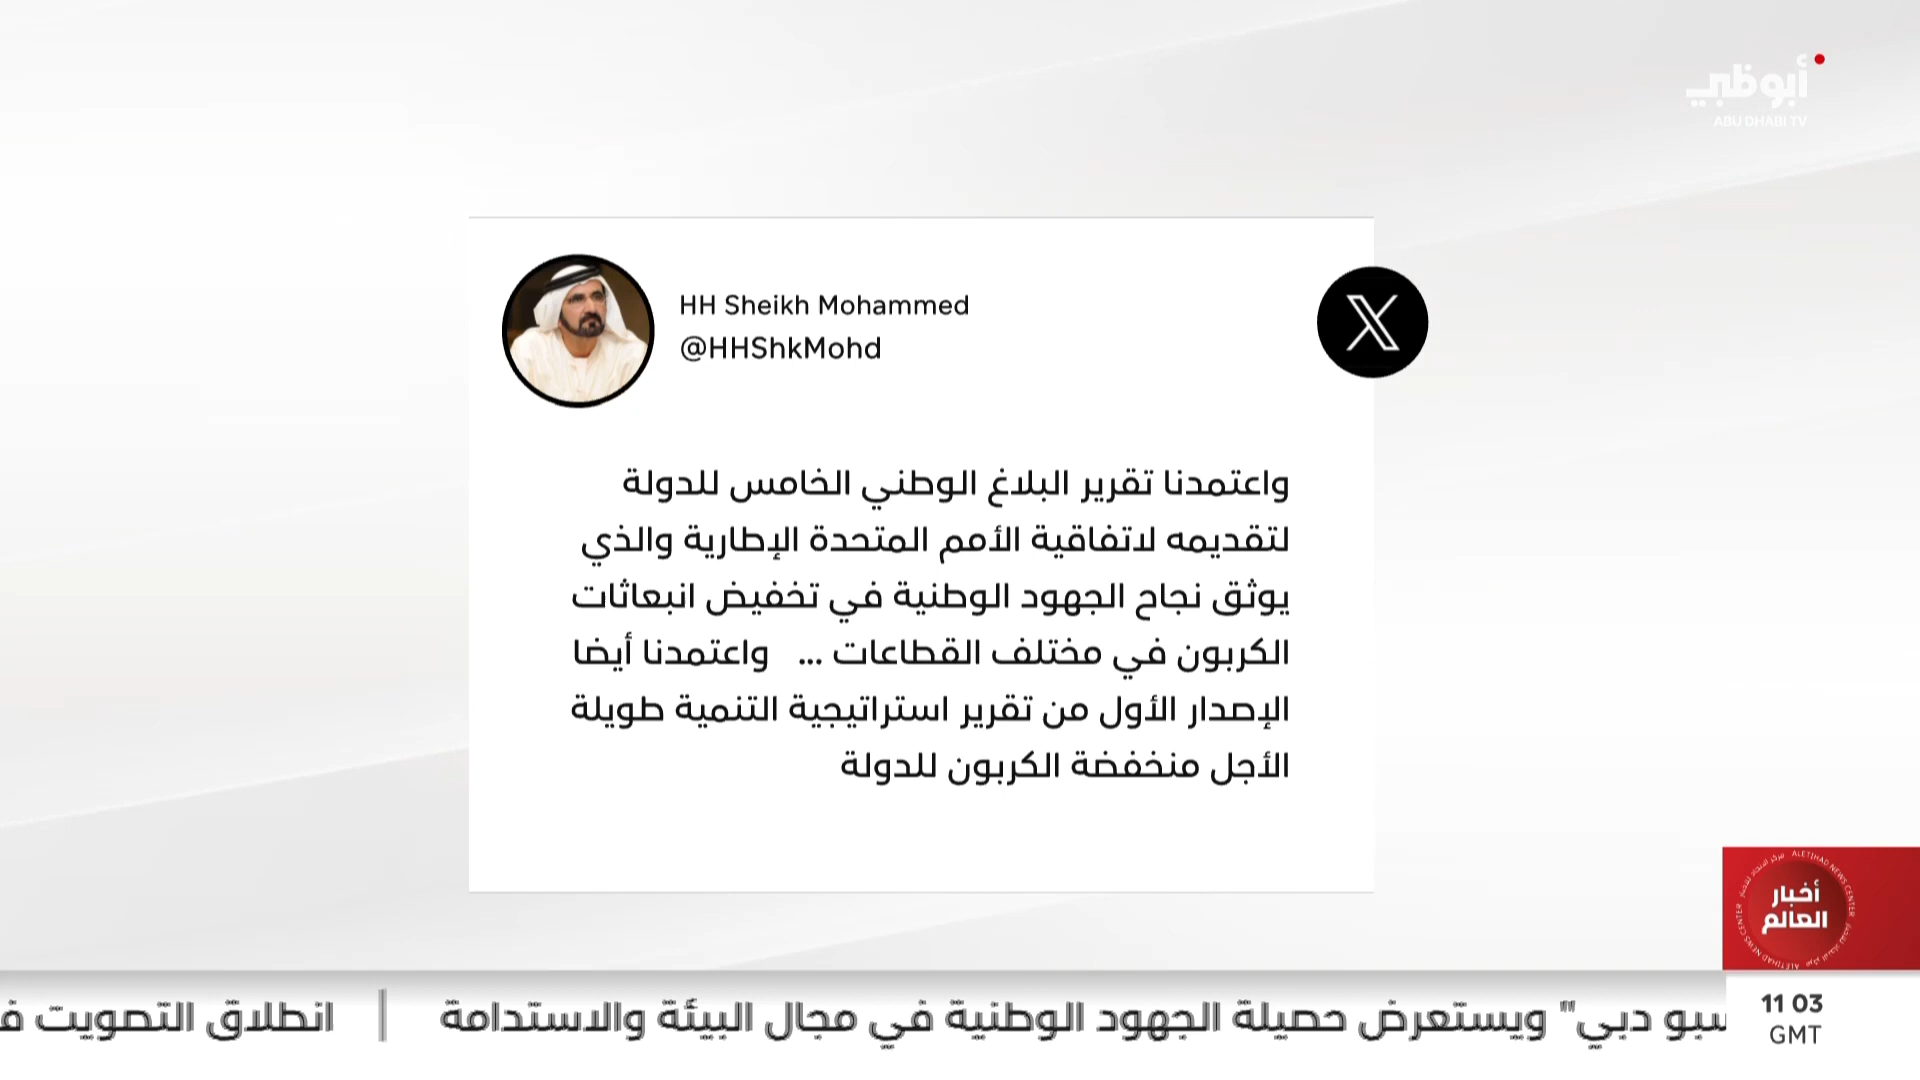 أبوظبي
ABU DHABI TV
HH Sheikh Mohammed
@HHShkMohd
واعتمدنا تقرير البلاغ الوطني الخامس للدولة
لتقديمه لاتفاقية الأمم المتحدة الإطارية والذي
يوثق نجاح الجهود الوطنية في تخفيض انبعاثات
الكربون في مختلف القطاعات ... واعتمدنا أيضا
الإصدار الأول من تقرير استراتيجية التنمية طويلة
الأجل منخفضة الكربون للدولة
ALETIHAD NEWS CENTER
أخبار
العالم
دبي" ويستعرض حصيلة الجهود الوطنية في مجال البيئة والاستدامة | انطلاق التصويت
11 03
GMT